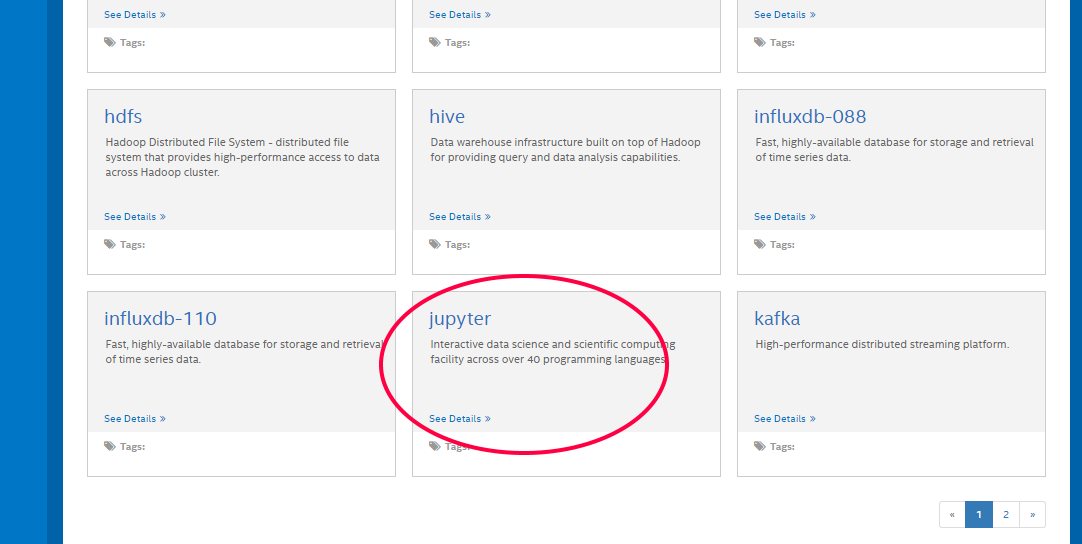 See Details »
See Details »
See Details »
Tags:
Tags:
Tags:
hdfs
Hadoop Distributed File System - distributed file
system that provides high-performance access to data
across Hadoop cluster.
See Details »
Tags:
hive
Data warehouse infrastructure built on top of Hadoop
for providing query and data analysis capabilities.
See Details »
Tags:
influxdb-088
Fast, highly-available database for storage and retrieval
of time series data.
See Details »
Tags:
influxdb-110
Fast, highly-available database for storage and retrieval
of time series data.
See Details »
Tags:
jupyter
Interactive data science and scientific computing
facility across over 40 programming languages.
See Details »
Tags:
kafka
High-performance distributed streaming platform.
See Details »
Tags:
« 1 2 »